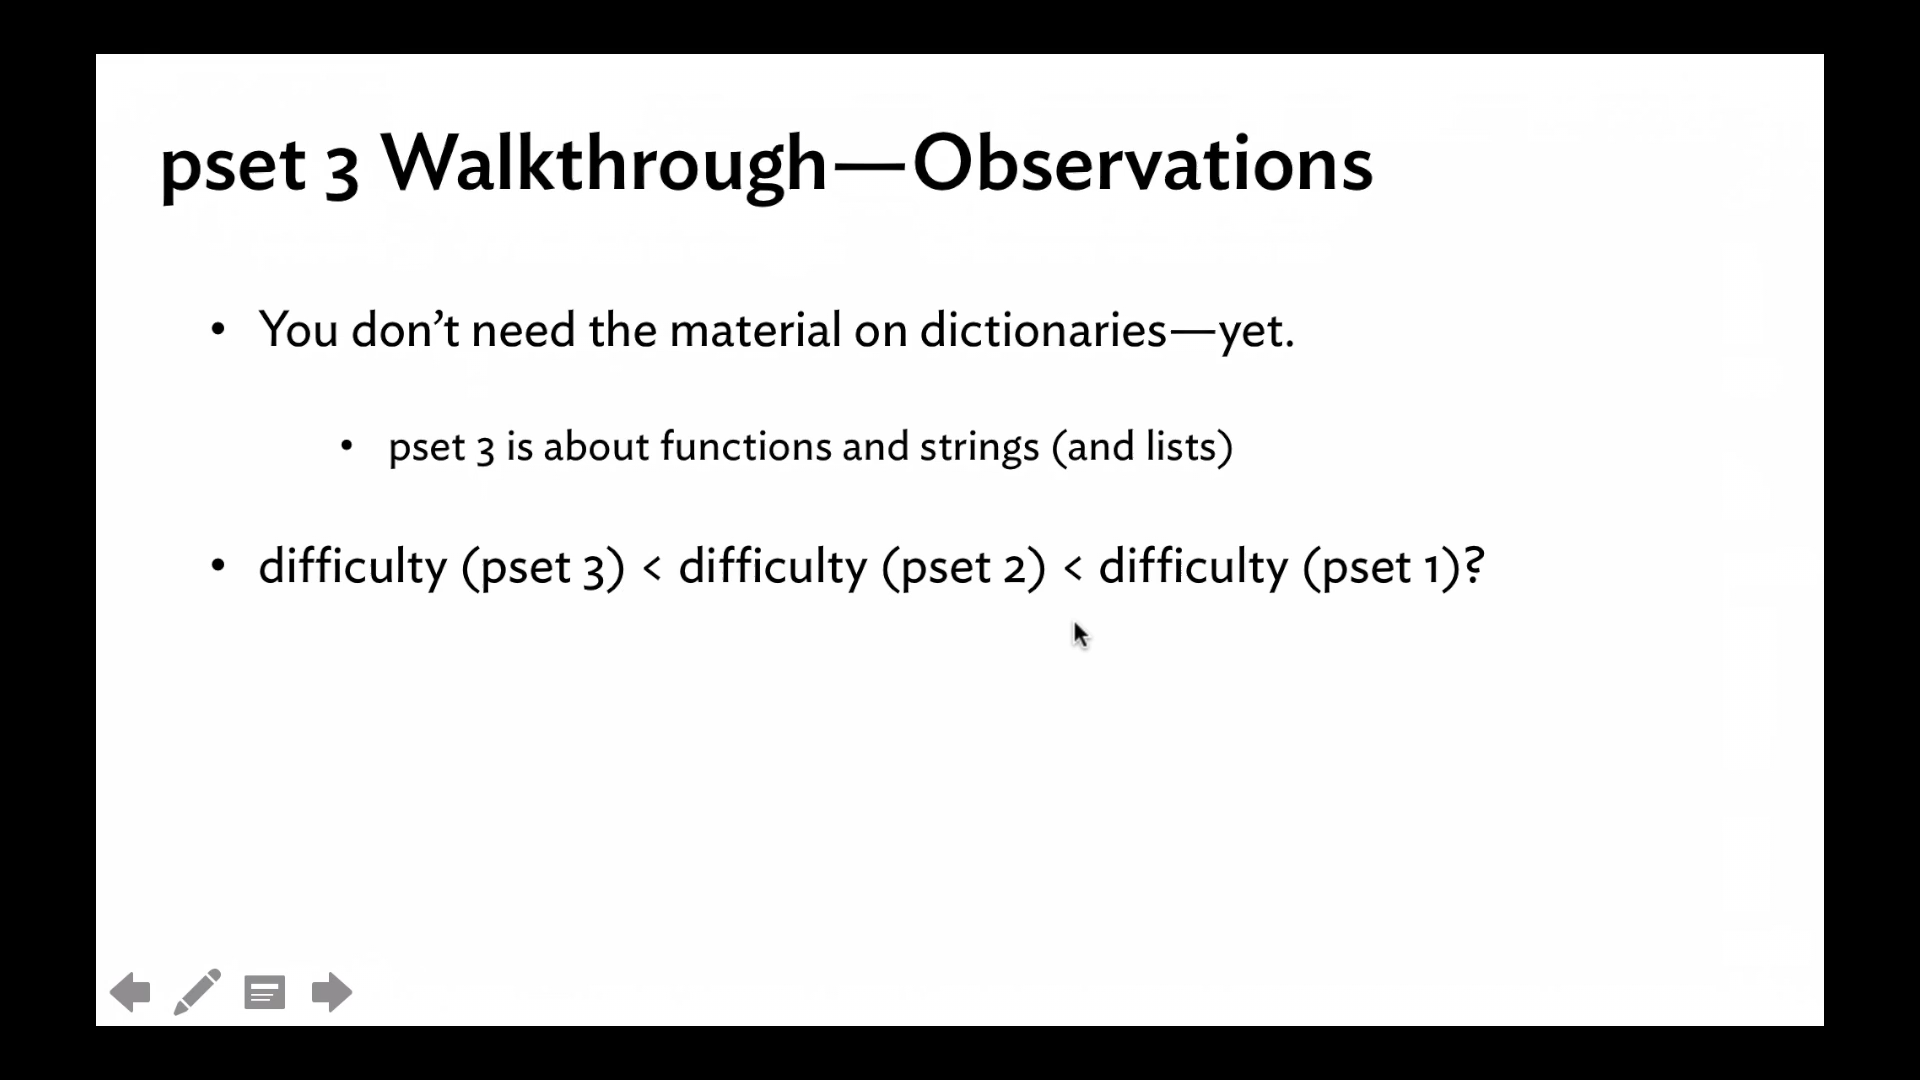 pset 3 Walkthrough—Observations
• You don’t need the material on dictionaries—yet.
• pset 3 is about functions and strings (and lists)
• difficulty (pset 3) < difficulty (pset 2) < difficulty (pset 1)?